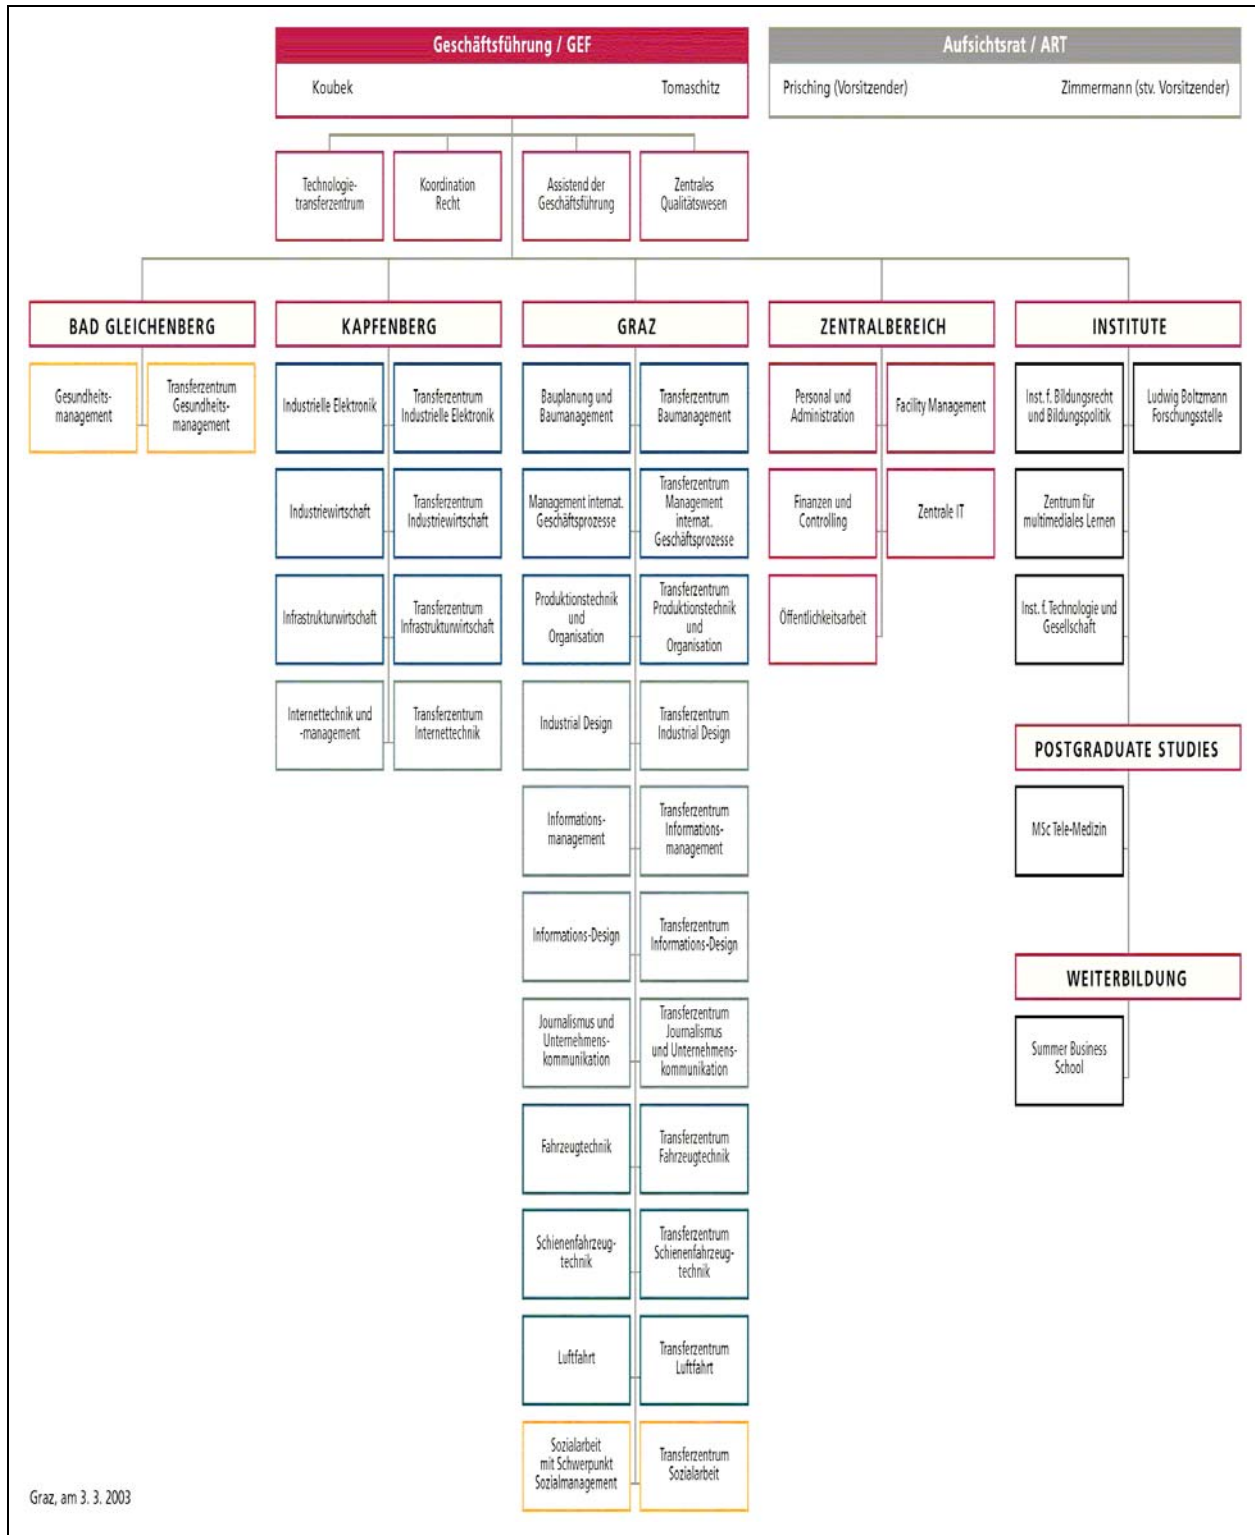 Geschäftsführung / GEF
Koubek
Tomaschitz
Aufsichtsrat / ART
Prisching (Vorsitzender)
Zimmermann (stv. Vorsitzender)
Technologie-
transferzentrum
Koordination
Recht
Assistend der
Geschäftsführung
Zentrales
Qualitätswesen
BAD GLEICHENBERG
Gesundheits-
management
Transferzentrum
Gesundheits-
management
KAPFENBERG
Industrielle Elektronik
Transferzentrum
Industrielle Elektronik
Industriewirtschaft
Transferzentrum
Industriewirtschaft
Infrastrukturwirtschaft
Transferzentrum
Infrastrukturwirtschaft
Internettechnik und
-management
Transferzentrum
Internettechnik
GRAZ
Bauplanung und
Baumanagement
Transferzentrum
Baumanagement
Management internat.
Geschäftsprozesse
Transferzentrum
Management
internat.
Geschäftsprozesse
Produktionstechnik
und
Organisation
Transferzentrum
Produktionstechnik
und
Organisation
Industrial Design
Transferzentrum
Industrial Design
Informations-
management
Transferzentrum
Informations-
management
Informations-Design
Transferzentrum
Informations-Design
Journalismus und
Unternehmens-
kommunikation
Transferzentrum
Journalismus
und Unternehmens-
kommunikation
Fahrzeugtechnik
Transferzentrum
Fahrzeugtechnik
Schienenfahrzeug-
technik
Transferzentrum
Schienenfahrzeug-
technik
Luftfahrt
Transferzentrum
Luftfahrt
Sozialarbeit
mit Schwerpunkt
Sozialmanagement
Transferzentrum
Sozialarbeit
ZENTRALBEREICH
Personal und
Administration
Facility Management
Finanzen und
Controlling
Zentrale IT
Öffentlichkeitsarbeit
INSTITUTE
Inst. f. Bildungsrecht
und Bildungspolitik
Ludwig Boltzmann
Forschungsstelle
Zentrum für
multimediales Lernen
Inst. f. Technologie und
Gesellschaft
POSTGRADUATE STUDIES
MSc Tele-Medizin
WEITERBILDUNG
Summer Business
School
Graz, am 3. 3. 2003